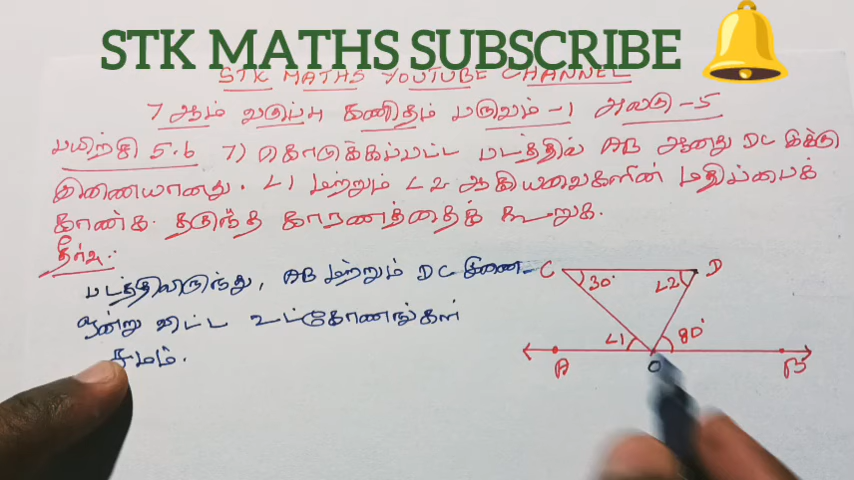 STK MATHS SUBSCRIBE
STK MATHS YOUTUBE CHANNEL
7 ஆம் வகுப்பு கணிதம் பருவம் -1 அலகு -5
பயிற்சி 5.6 7) கொடுக்கப்பட்ட படத்தில் AB ஆனது DC இக்கு
இணையானது. ∠1 மற்றும் ∠2 ஆகியவைகளின் மதிப்பைக்
காண்க. தகுந்த காரணத்தைக் கூறுக.
தீர்வு:
படத்திலிருந்து, AB மற்றும் DC இணை
ஒன்று விட்ட உட்கோணங்கள்
சமம்.
C D
30° ∠2
∠1 80°
A O B